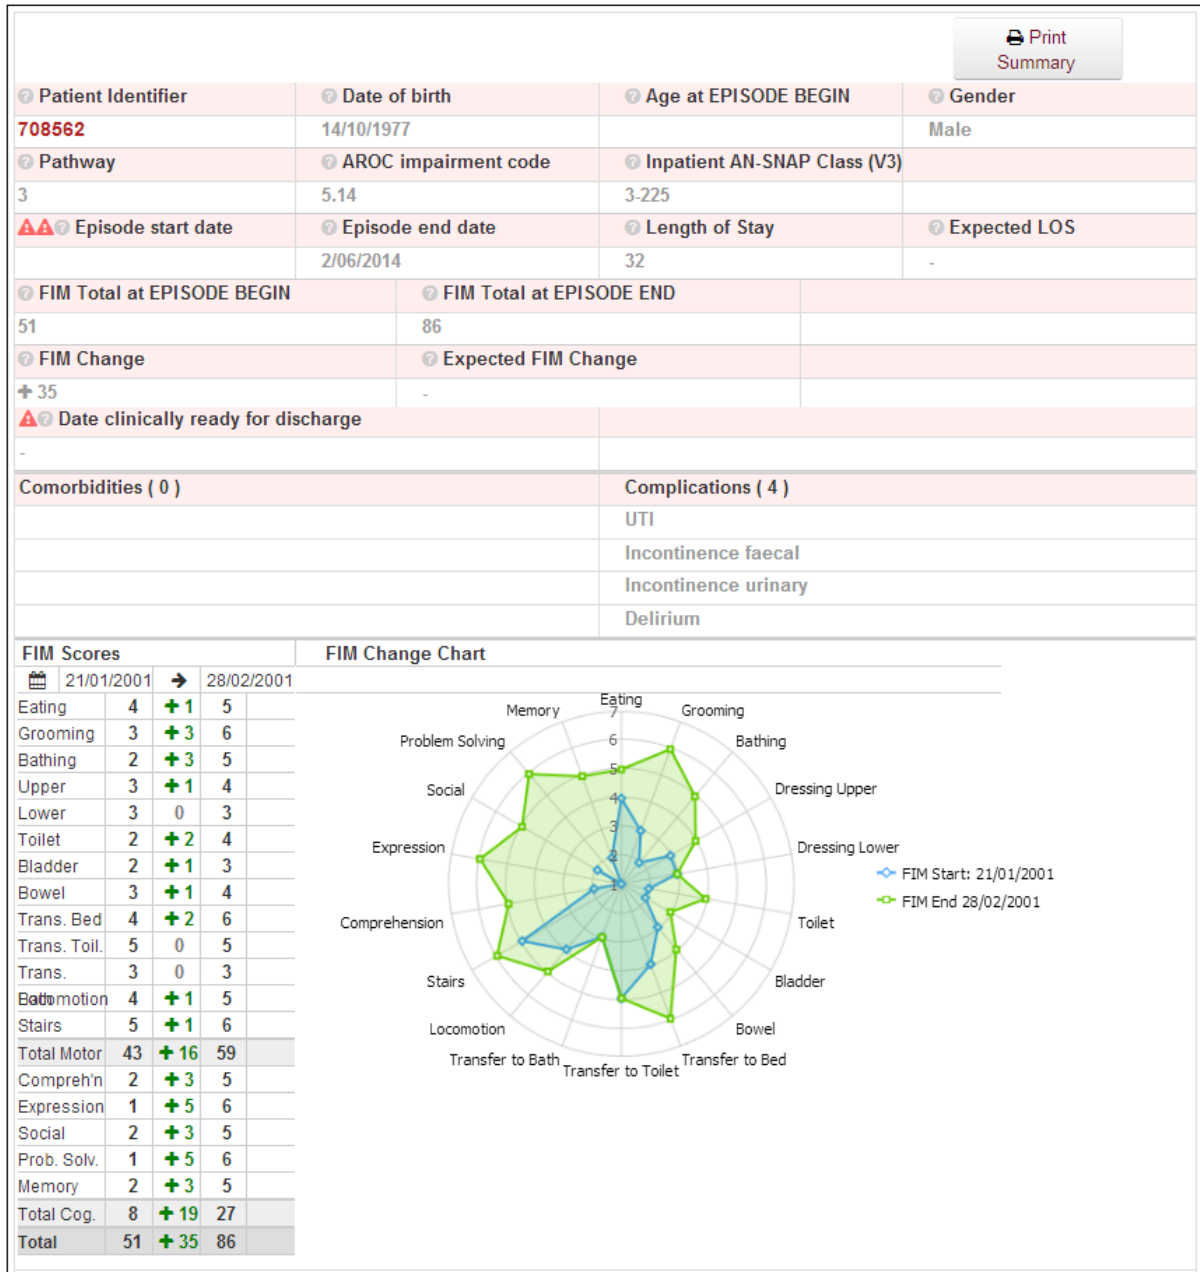 Print
Summary
Patient Identifier Date of birth Age at EPISODE BEGIN Gender
708562 14/10/1977 Male
Pathway AROC impairment code Inpatient AN-SNAP Class (V3)
3 5.14 3-225
Episode start date Episode end date Length of Stay Expected LOS
2/06/2014 32 -
FIM Total at EPISODE BEGIN FIM Total at EPISODE END
51 86
FIM Change Expected FIM Change
+ 35 -
Date clinically ready for discharge
-
Comorbidities ( 0 ) Complications ( 4 )
UTI
Incontinence faecal
Incontinence urinary
Delirium
FIM Scores FIM Change Chart
21/01/2001 → 28/02/2001
Eating 4 +1 5
Grooming 3 +3 6
Bathing 2 +3 5
Upper 3 +1 4
Lower 3 0 3
Toilet 2 +2 4
Bladder 2 +1 3
Bowel 3 +1 4
Trans. Bed 4 +2 6
Trans. Toil. 5 0 5
Trans. 3 0 3
Bath
Locomotion 4 +1 5
Stairs 5 +1 6
Total Motor 43 +16 59
Compreh'n 2 +3 5
Expression 1 +5 6
Social 2 +3 5
Prob. Solv. 1 +5 6
Memory 2 +3 5
Total Cog. 8 +19 27
Total 51 +35 86
Eating
Grooming
Bathing
Dressing Upper
Dressing Lower
Toilet
Bladder
Bowel
Transfer to Bed
Transfer to Toilet
Transfer to Bath
Locomotion
Stairs
Comprehension
Expression
Social
Problem Solving
Memory
7
6
5
4
3
2
1
FIM Start: 21/01/2001
FIM End 28/02/2001